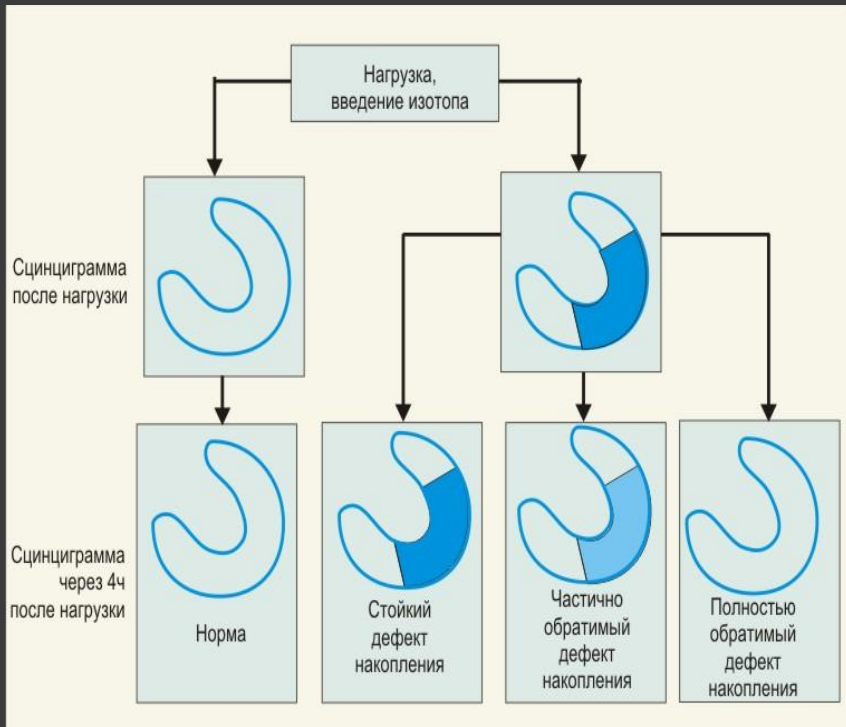 Нагрузка,
введение изотопа
Сцинциграмма
после нагрузки
Сцинциграмма
через 4ч
после нагрузки
Норма
Стойкий
дефект
накопления
Частично
обратимый
дефект
накопления
Полностью
обратимый
дефект
накопления